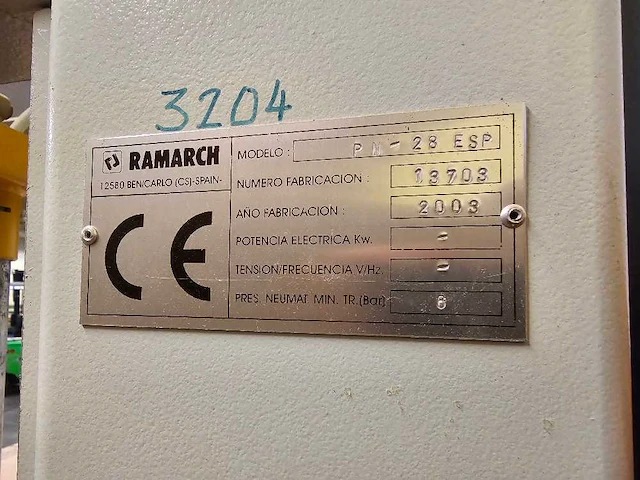 3204
RAMARCH
12580 BENICARLO (CS)-SPAIN-
CE
MODELO : PN-28 ESP
NUMERO FABRICACION : 13703
AÑO FABRICACION : 2003
POTENCIA ELECTRICA Kw. -
TENSION/FRECUENCIA V/Hz. -
PRES. NEUMAT. MIN. TR.(Bar) 6